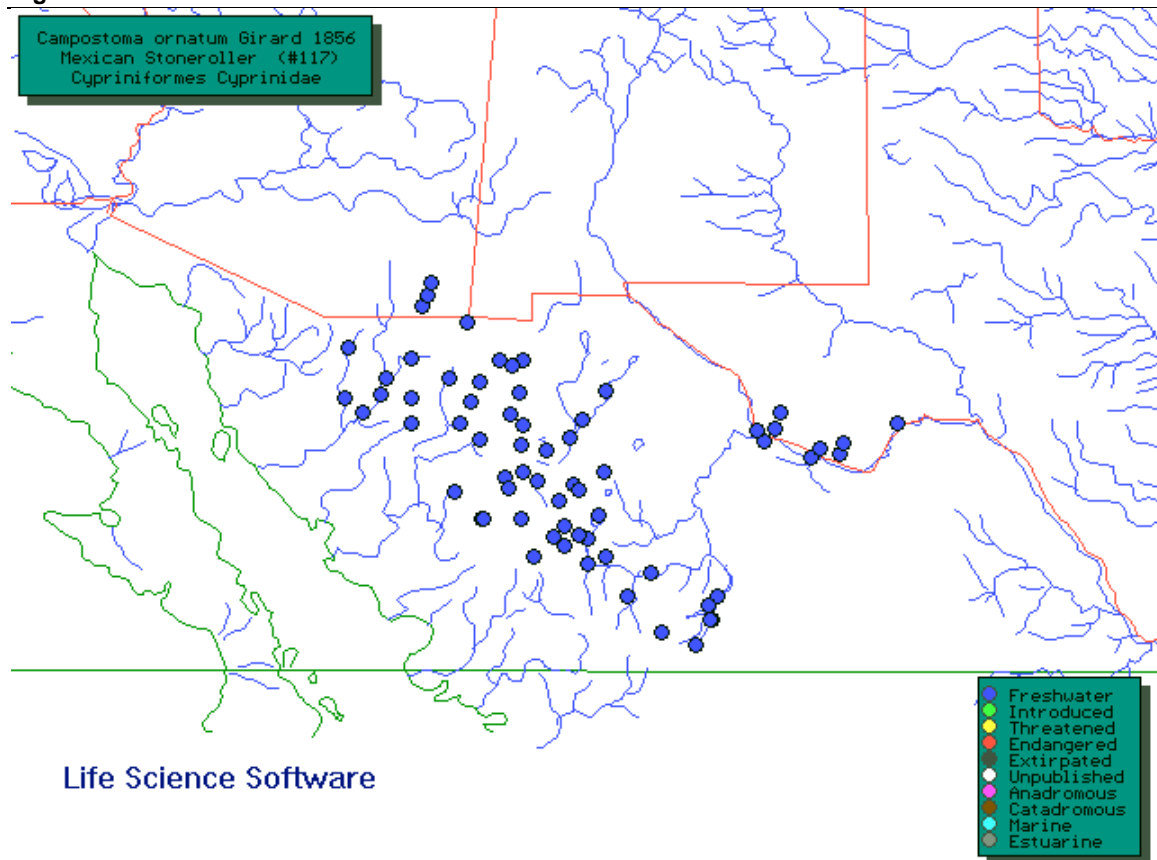 Campostoma ornatum Girard 1856
Mexican Stoneroller (#117)
Cypriniformes Cyprinidae
Freshwater
Introduced
Threatened
Endangered
Extirpated
Unpublished
Anadromous
Catadromous
Marine
Estuarine
Life Science Software